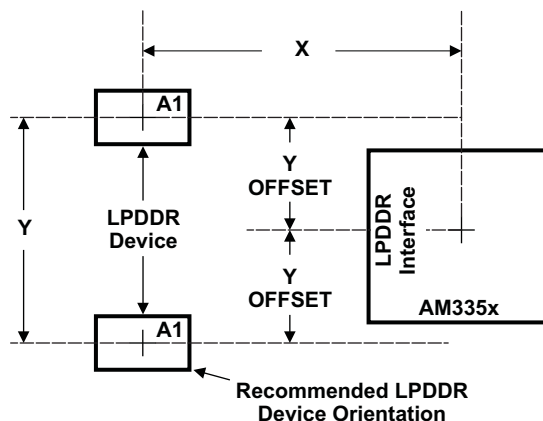 X
A1
Y
OFFSET
LPDDR
Device
Y
LPDDR
Interface
Y
OFFSET
AM335x
A1
Recommended LPDDR
Device Orientation